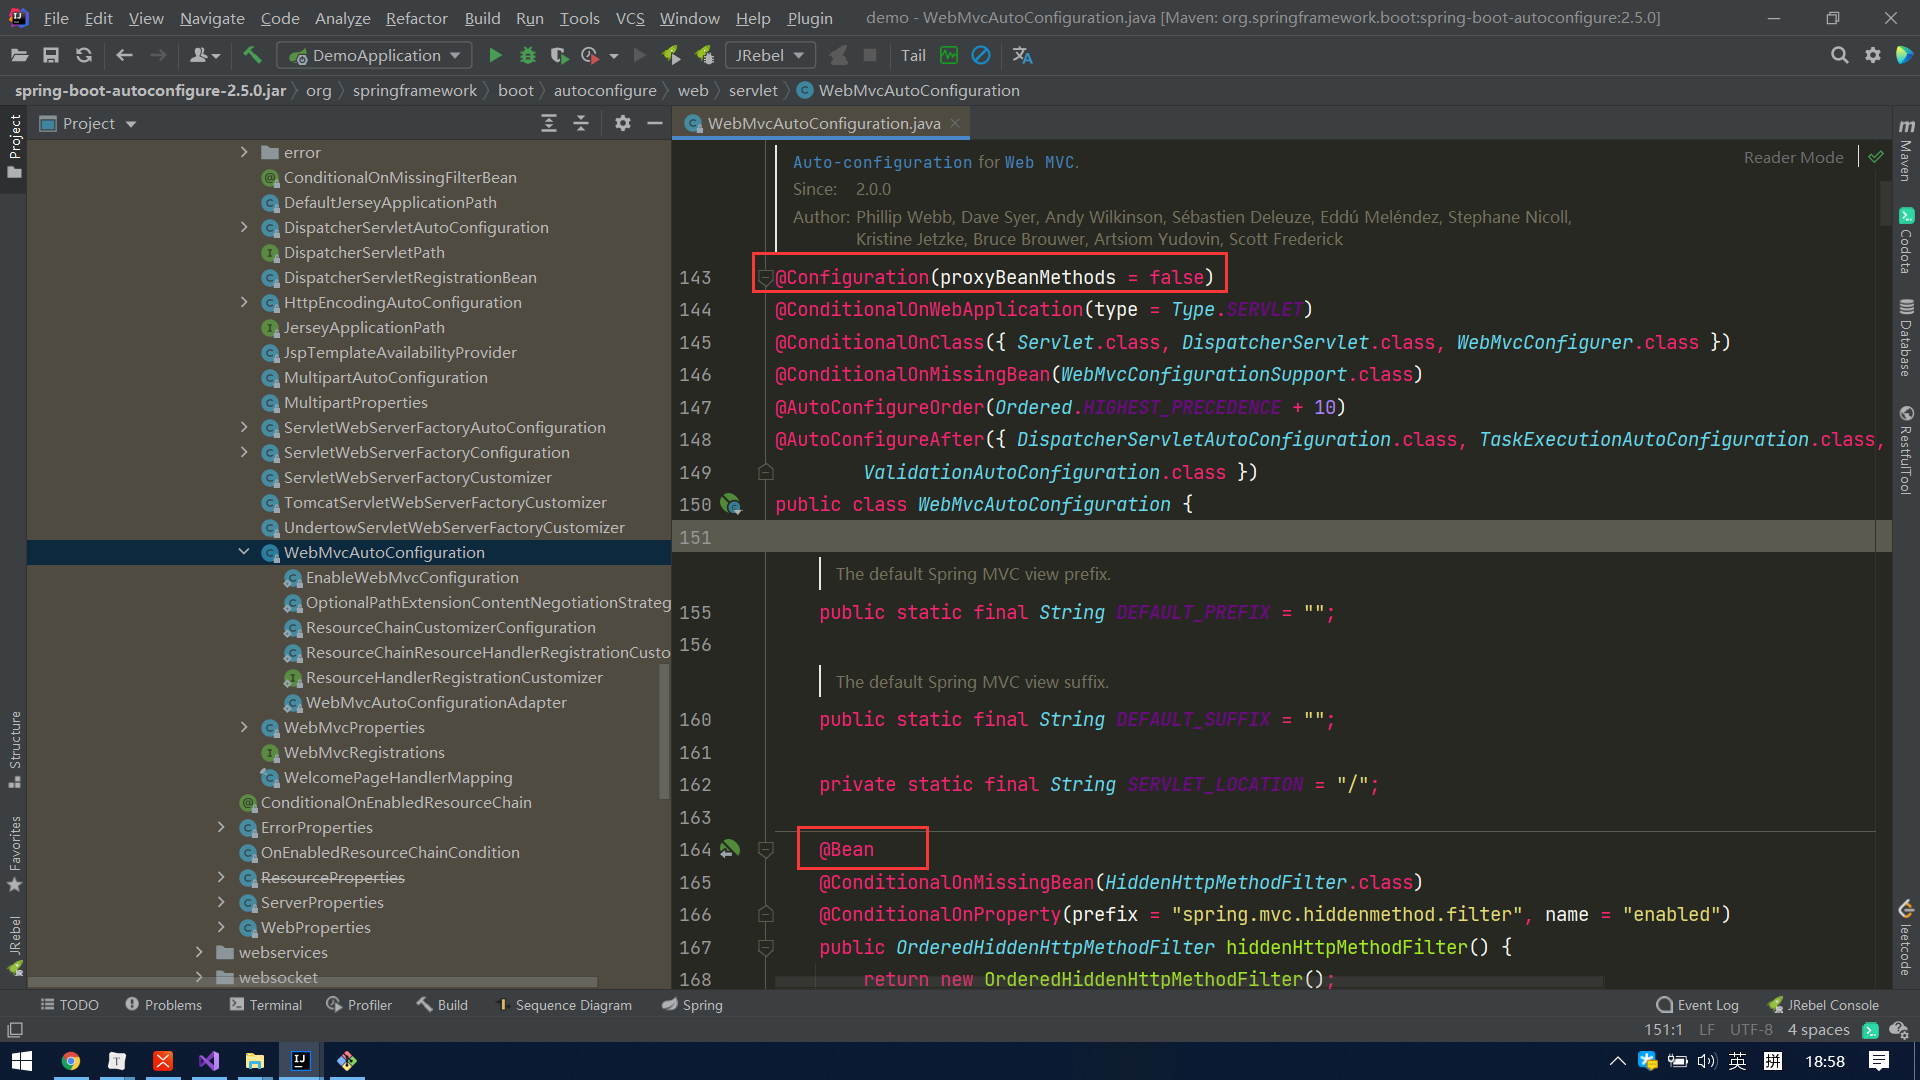 File Edit View Navigate Code Analyze Refactor Build Run Tools VCS Window Help Plugin demo - WebMvcAutoConfiguration.java [Maven: org.springframework.boot:spring-boot-autoconfigure:2.5.0]
DemoApplication JRebel Tail
spring-boot-autoconfigure-2.5.0.jar org springframework boot autoconfigure web servlet WebMvcAutoConfiguration
Project
WebMvcAutoConfiguration.java
Project
Structure
Favorites
JRebel
error
ConditionalOnMissingFilterBean
DefaultJerseyApplicationPath
DispatcherServletAutoConfiguration
DispatcherServletPath
DispatcherServletRegistrationBean
HttpEncodingAutoConfiguration
JerseyApplicationPath
JspTemplateAvailabilityProvider
MultipartAutoConfiguration
MultipartProperties
ServletWebServerFactoryAutoConfiguration
ServletWebServerFactoryConfiguration
ServletWebServerFactoryCustomizer
TomcatServletWebServerFactoryCustomizer
UndertowServletWebServerFactoryCustomizer
WebMvcAutoConfiguration
EnableWebMvcConfiguration
OptionalPathExtensionContentNegotiationStrateg
ResourceChainCustomizerConfiguration
ResourceChainResourceHandlerRegistrationCusto
ResourceHandlerRegistrationCustomizer
WebMvcAutoConfigurationAdapter
WebMvcProperties
WebMvcRegistrations
WelcomePageHandlerMapping
ConditionalOnEnabledResourceChain
ErrorProperties
OnEnabledResourceChainCondition
ResourceProperties
ServerProperties
WebProperties
webservices
websocket
Reader Mode
Auto-configuration for Web MVC.
Since: 2.0.0
Author: Phillip Webb, Dave Syer, Andy Wilkinson, Sébastien Deleuze, Eddú Meléndez, Stephane Nicoll,
Kristine Jetzke, Bruce Brouwer, Artsiom Yudovin, Scott Frederick
143 @Configuration(proxyBeanMethods = false)
144 @ConditionalOnWebApplication(type = Type.SERVLET)
145 @ConditionalOnClass({ Servlet.class, DispatcherServlet.class, WebMvcConfigurer.class })
146 @ConditionalOnMissingBean(WebMvcConfigurationSupport.class)
147 @AutoConfigureOrder(Ordered.HIGHEST_PRECEDENCE + 10)
148 @AutoConfigureAfter({ DispatcherServletAutoConfiguration.class, TaskExecutionAutoConfiguration.class,
149 ValidationAutoConfiguration.class })
150 public class WebMvcAutoConfiguration {
151
The default Spring MVC view prefix.
155 public static final String DEFAULT_PREFIX = "";
156
The default Spring MVC view suffix.
160 public static final String DEFAULT_SUFFIX = "";
161
162 private static final String SERVLET_LOCATION = "/";
163
164 @Bean
165 @ConditionalOnMissingBean(HiddenHttpMethodFilter.class)
166 @ConditionalOnProperty(prefix = "spring.mvc.hiddenmethod.filter", name = "enabled")
167 public OrderedHiddenHttpMethodFilter hiddenHttpMethodFilter() {
168 return new OrderedHiddenHttpMethodFilter();
Maven
Codota
Database
RestfulTool
leetcode
TODO Problems Terminal Profiler Build Sequence Diagram Spring Event Log JRebel Console
151:1 LF UTF-8 4 spaces
英 拼 18:58